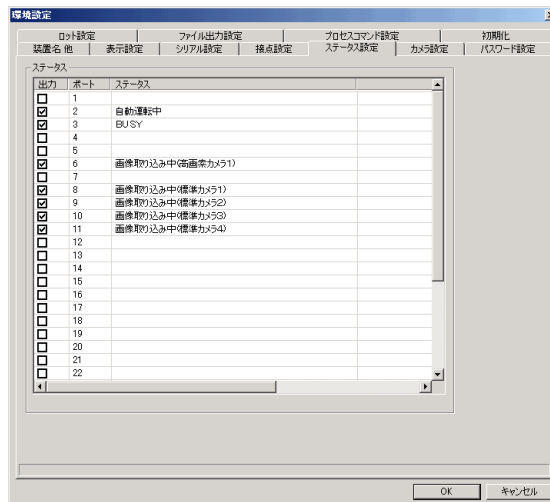 環境設定
ロット設定 ファイル出力設定 プロセスコマンド設定 初期化
装置名 他 表示設定 シリアル設定 接点設定 ステータス設定 カメラ設定 パスワード設定
ステータス
出力 ポート ステータス
1
2 自動運転中
3 BUSY
4
5
6 画像取り込み中(高画素カメラ1)
7
8 画像取り込み中(標準カメラ1)
9 画像取り込み中(標準カメラ2)
10 画像取り込み中(標準カメラ3)
11 画像取り込み中(標準カメラ4)
12
13
14
15
16
17
18
19
20
21
22
OK キャンセル